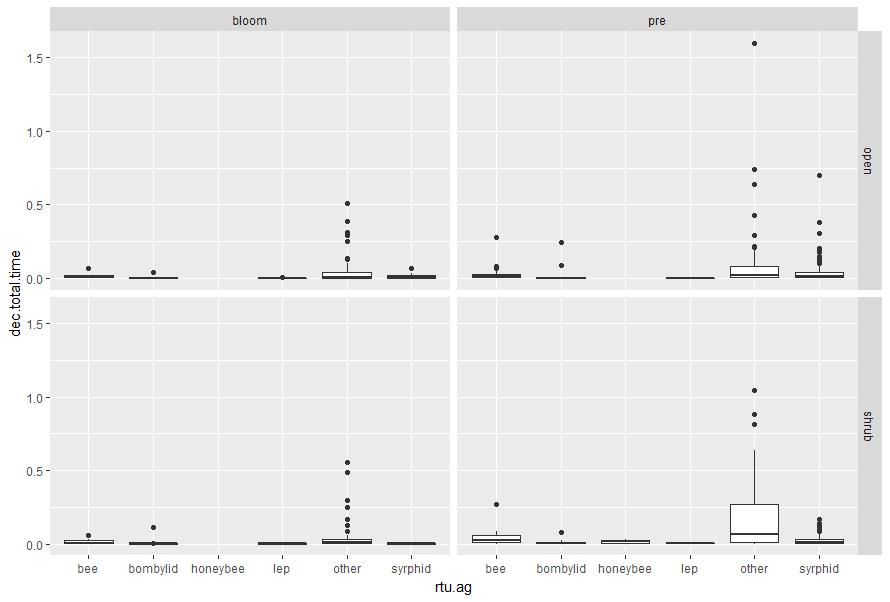 bloom pre
1.5
1.0
0.5
0.0
open
1.5
1.0
0.5
0.0
shrub
dec.total.time
bee bombylid honeybee lep other syrphid bee bombylid honeybee lep other syrphid
rtu.ag